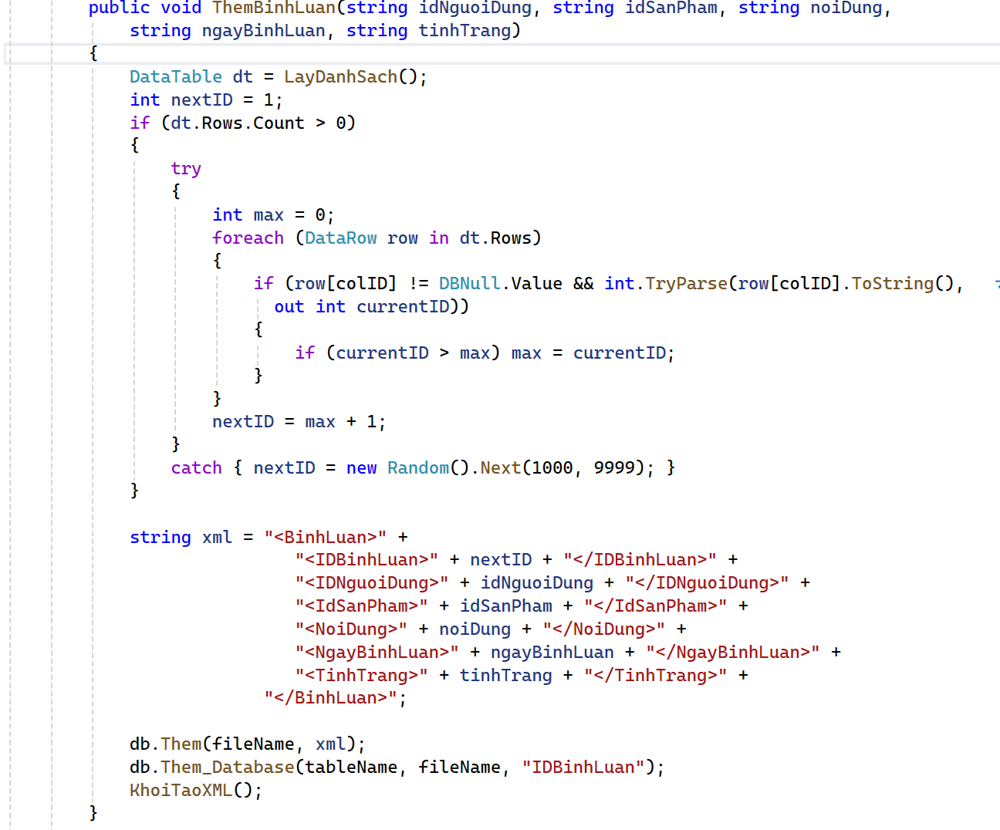 public void ThemBinhLuan(string idNguoiDung, string idSanPham, string noiDung,
string ngayBinhLuan, string tinhTrang)
{
DataTable dt = LayDanhSach();
int nextID = 1;
if (dt.Rows.Count > 0)
{
try
{
int max = 0;
foreach (DataRow row in dt.Rows)
{
if (row[colID] != DBNull.Value && int.TryParse(row[colID].ToString(),
out int currentID))
{
if (currentID > max) max = currentID;
}
}
nextID = max + 1;
}
catch { nextID = new Random().Next(1000, 9999); }
}
string xml = "<BinhLuan>" +
"<IDBinhLuan>" + nextID + "</IDBinhLuan>" +
"<IDNguoiDung>" + idNguoiDung + "</IDNguoiDung>" +
"<IdSanPham>" + idSanPham + "</IdSanPham>" +
"<NoiDung>" + noiDung + "</NoiDung>" +
"<NgayBinhLuan>" + ngayBinhLuan + "</NgayBinhLuan>" +
"<TinhTrang>" + tinhTrang + "</TinhTrang>" +
"</BinhLuan>";
db.Them(fileName, xml);
db.Them_Database(tableName, fileName, "IDBinhLuan");
KhoiTaoXML();
}